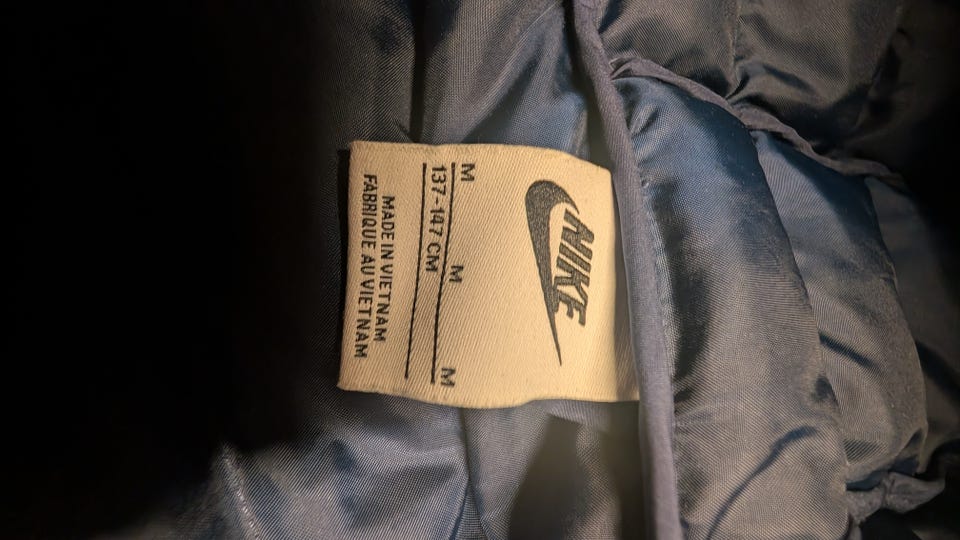 NIKE
M M M
137-147 CM
MADE IN VIETNAM
FABRIQUE AU VIETNAM